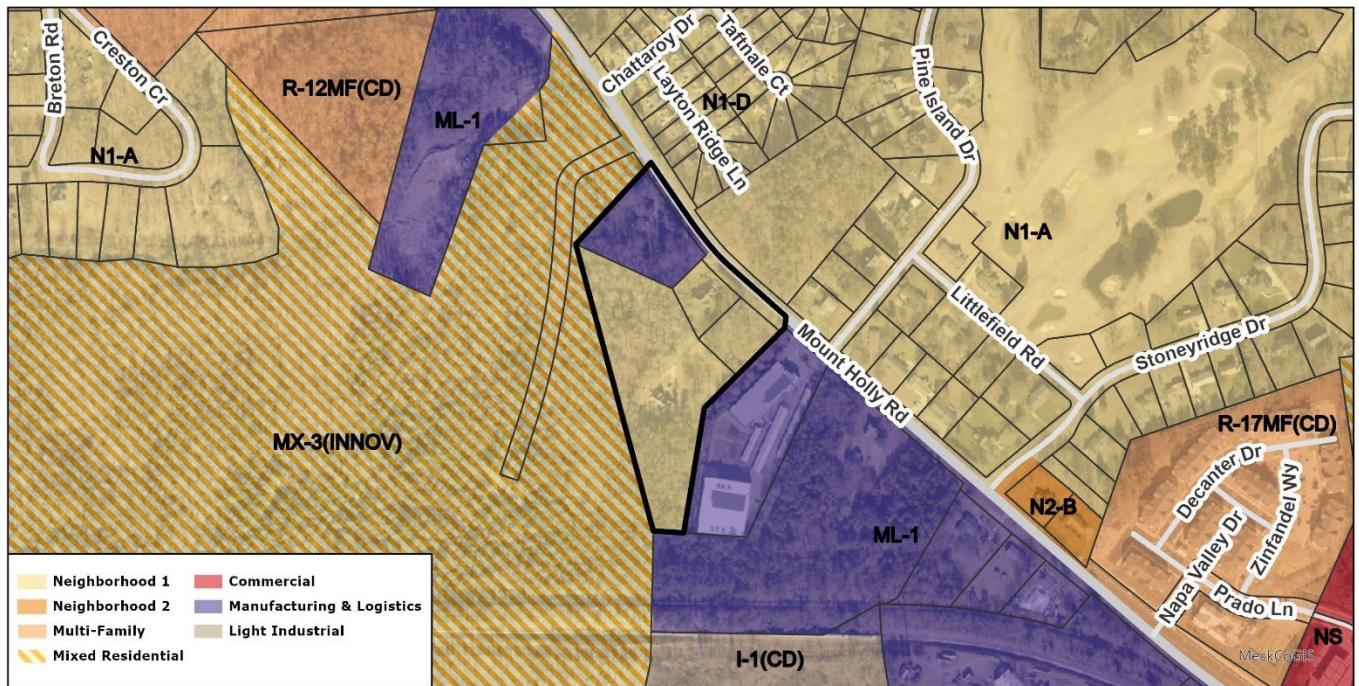 Breton Rd
Creston Cr
N1-A
R-12MF(CD)
ML-1
Chattaroy Dr
Taftnale Ct
Layton Ridge Ln
N1-D
Pine Island Dr
N1-A
Littlefield Rd
Stoneyridge Dr
Mount Holly Rd
MX-3(INNOV)
R-17MF(CD)
Decanter Dr
Zinfandel Wy
Napa Valley Dr
Prado Ln
N2-B
ML-1
NS
I-1(CD)
MeckCoGIS
Neighborhood 1
Neighborhood 2
Multi-Family
Mixed Residential
Commercial
Manufacturing & Logistics
Light Industrial